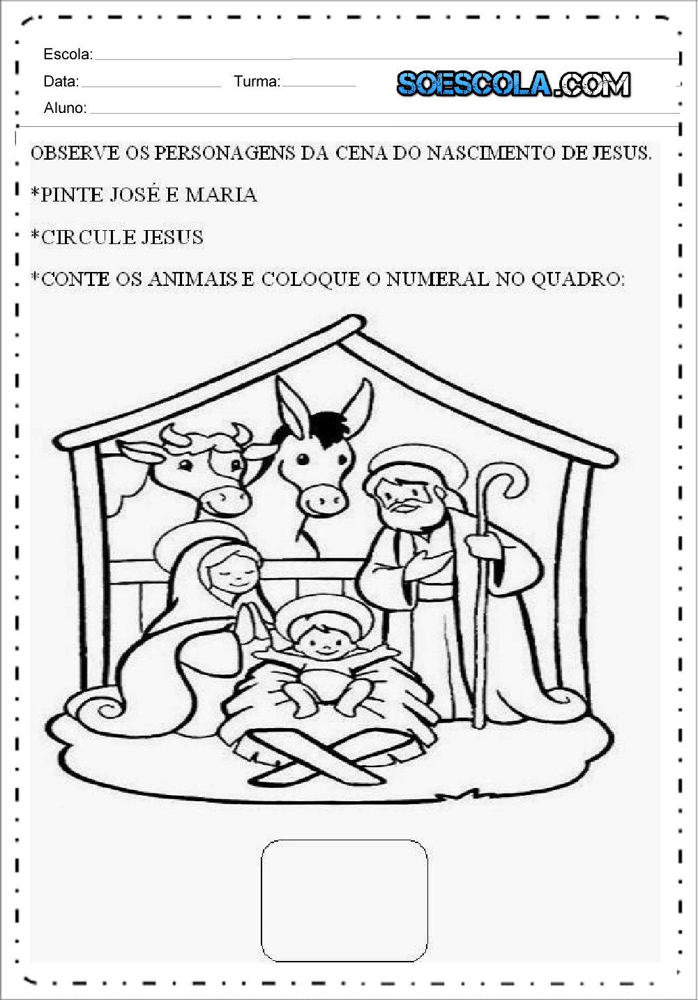 Escola:
Data: Turma: SOESCOLA.COM
Aluno:
OBSERVE OS PERSONAGENS DA CENA DO NASCIMENTO DE JESUS.
*PINTE JOSÉ E MARIA
*CIRCULE JESUS
*CONTE OS ANIMAIS E COLOQUE O NUMERAL NO QUADRO: